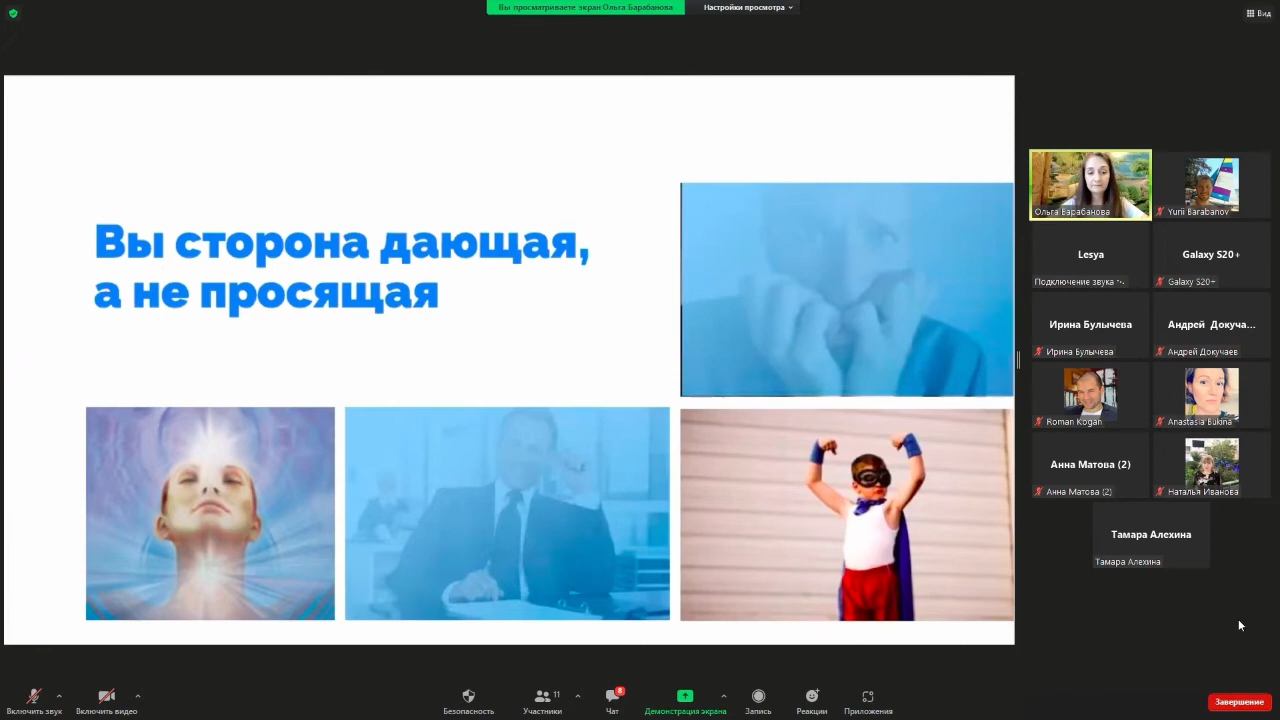 Вы просматриваете экран Ольга Барабанова
Настройки просмотра
Вид
Вы сторона дающая,
а не просящая
Ольга Барабанова
Yurii Barabanov
Lesya
Подключение звука
Galaxy S20+
Galaxy S20+
Ирина Булычева
Ирина Булычева
Андрей Докуча...
Андрей Докучаев
Roman Kogan
Anastasia Bukina
Анна Матова (2)
Анна Матова (2)
Наталья Иванова
Тамара Алехина
Тамара Алехина
Включить звук
Включить видео
Безопасность
11
Участники
8
Чат
Демонстрация экрана
Запись
Реакции
Приложения
Завершение